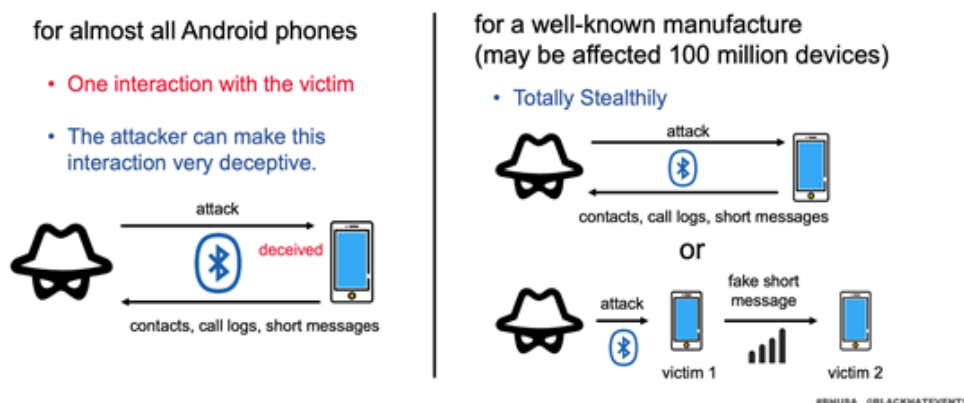 for almost all Android phones
• One interaction with the victim
• The attacker can make this
interaction very deceptive.
attack
deceived
contacts, call logs, short messages
for a well-known manufacture
(may be affected 100 million devices)
• Totally Stealthily
attack
contacts, call logs, short messages
or
attack
fake short
message
victim 1
victim 2
#BHUSA @BLACKHATEVENTS